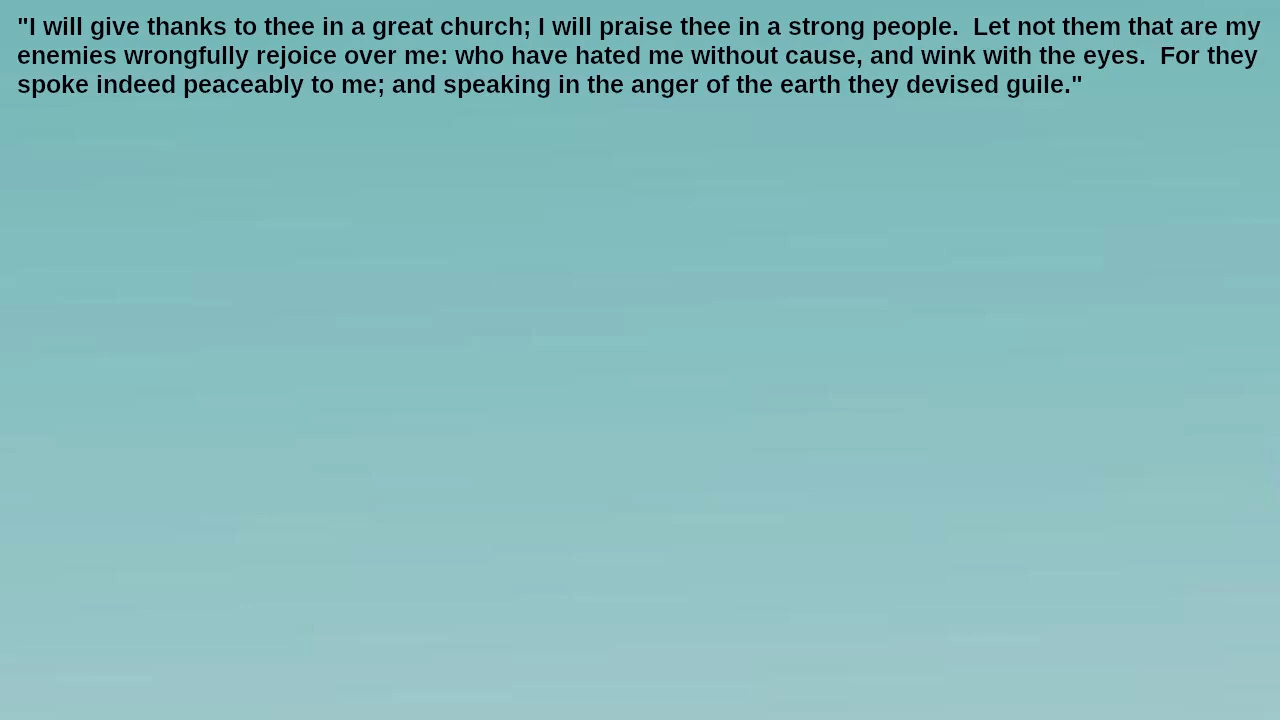 "I will give thanks to thee in a great church; I will praise thee in a strong people.  Let not them that are my
enemies wrongfully rejoice over me: who have hated me without cause, and wink with the eyes.  For they
spoke indeed peaceably to me; and speaking in the anger of the earth they devised guile."